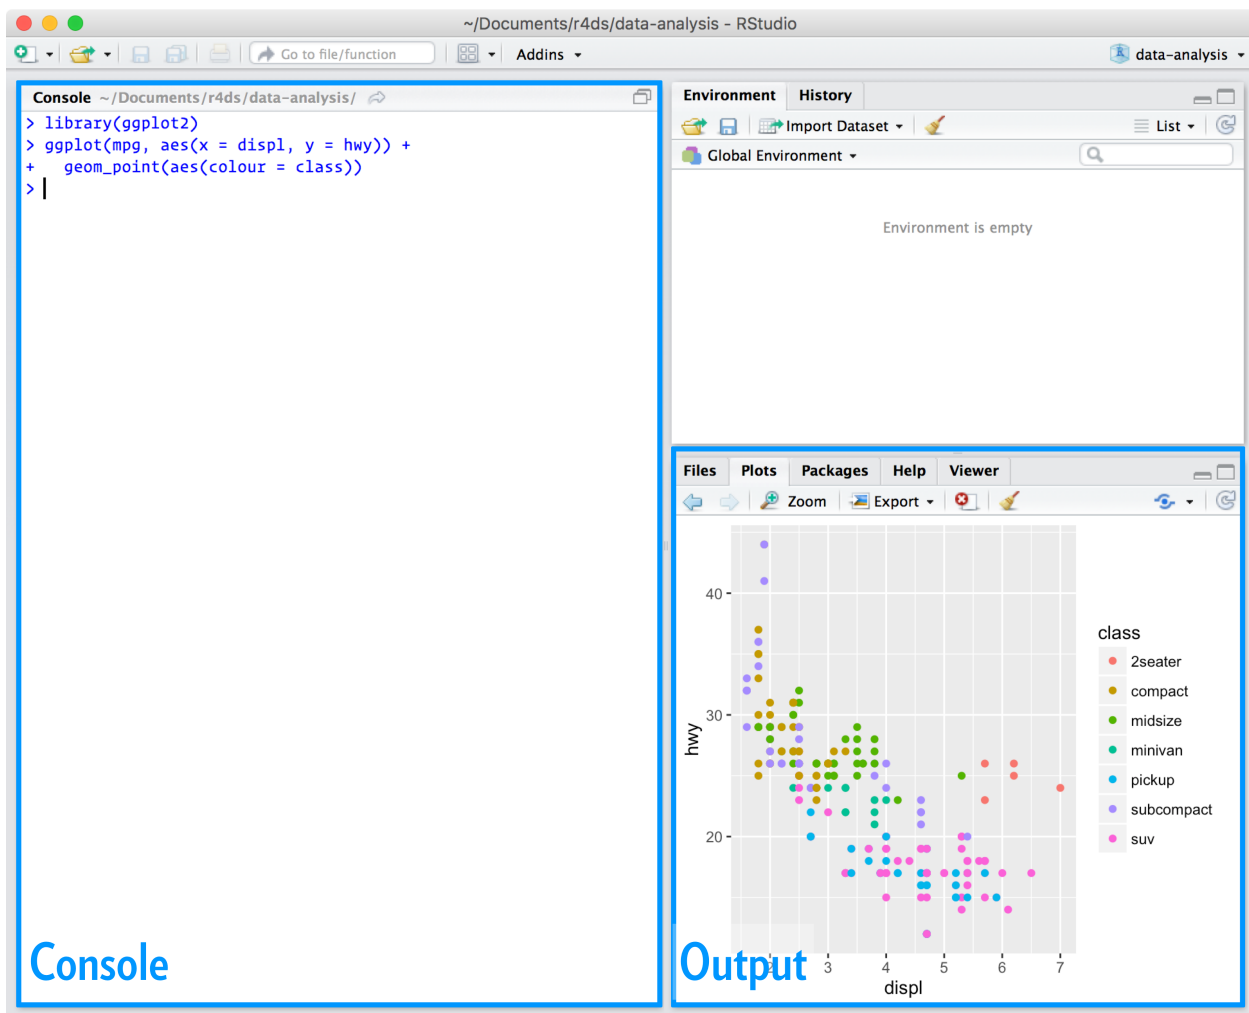 ~/Documents/r4ds/data-analysis - RStudio
Go to file/function
Addins
data-analysis
Console ~/Documents/r4ds/data-analysis/
> library(ggplot2)
> ggplot(mpg, aes(x = displ, y = hwy)) +
+   geom_point(aes(colour = class))
>
Console
Environment History
Import Dataset
List
Global Environment
Environment is empty
Files Plots Packages Help Viewer
Zoom Export
40
30
20
hwy
2 3 4 5 6 7
displ
class
2seater
compact
midsize
minivan
pickup
subcompact
suv
Output